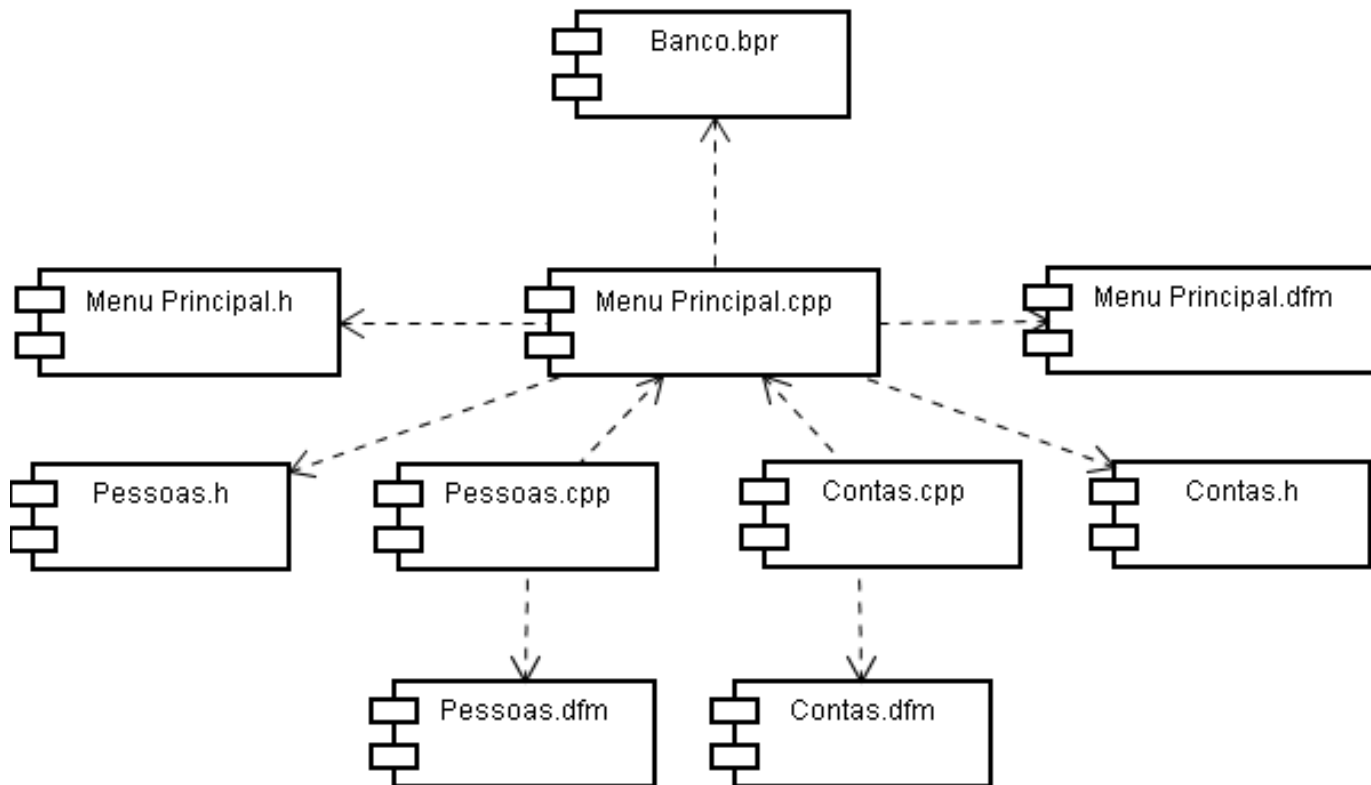 Banco.bpr
Menu Principal.h
Menu Principal.cpp
Menu Principal.dfm
Pessoas.h
Pessoas.cpp
Contas.cpp
Contas.h
Pessoas.dfm
Contas.dfm